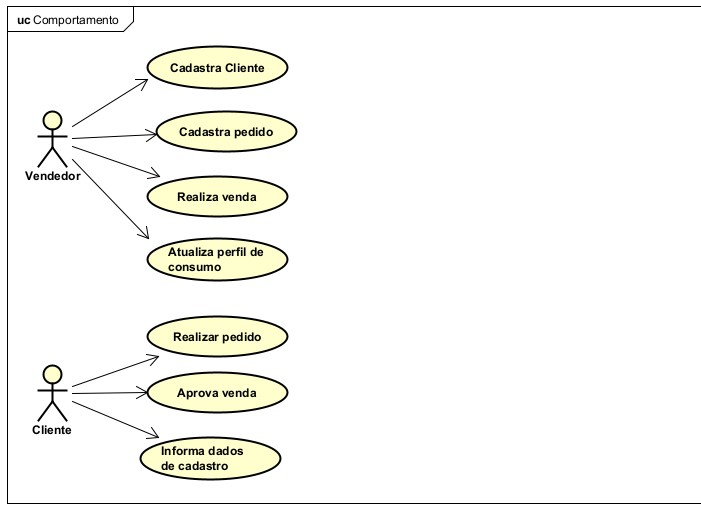 uc Comportamento
Cadastra Cliente
Cadastra pedido
Vendedor
Realiza venda
Atualiza perfil de
consumo
Realizar pedido
Aprova venda
Cliente
Informa dados
de cadastro